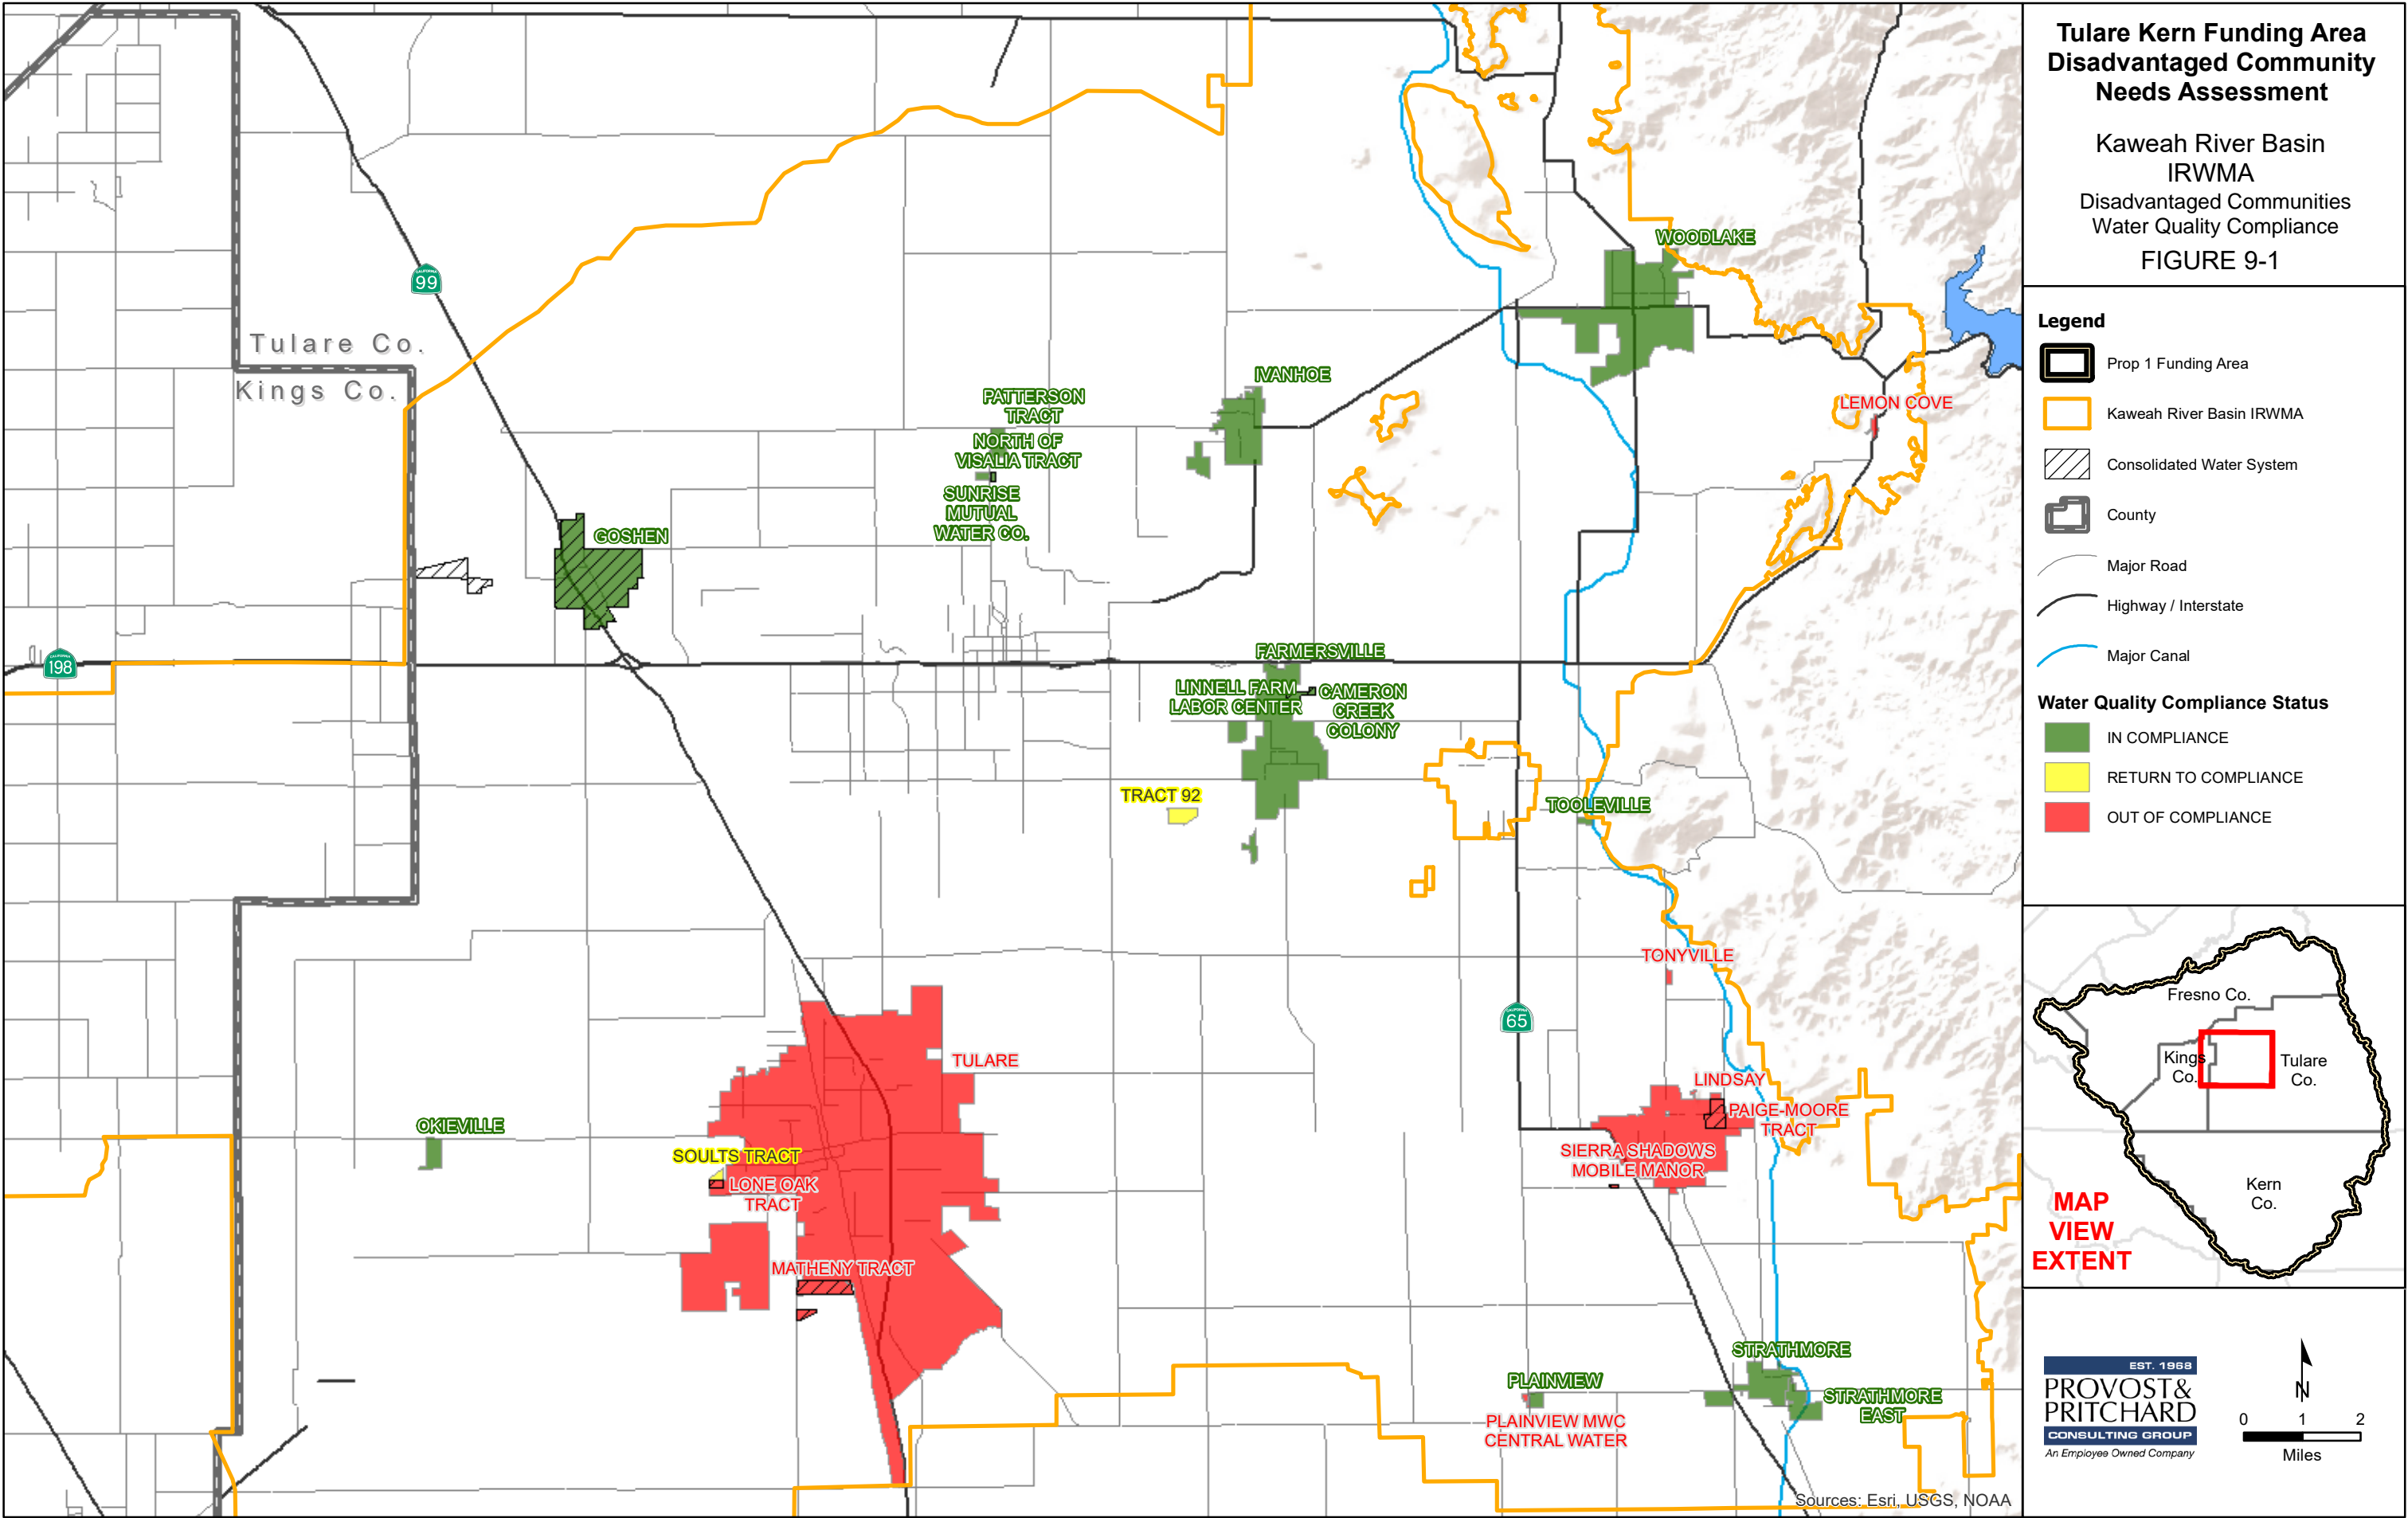 Tulare Kern Funding Area
Disadvantaged Community
Needs Assessment
Kaweah River Basin
IRWMA
Disadvantaged Communities
Water Quality Compliance
FIGURE 9-1
Legend
Prop 1 Funding Area
Kaweah River Basin IRWMA
Consolidated Water System
County
Major Road
Highway / Interstate
Major Canal
Water Quality Compliance Status
IN COMPLIANCE
RETURN TO COMPLIANCE
OUT OF COMPLIANCE
Fresno Co.
Kings
Co.
Tulare
Co.
Kern
Co.
MAP
VIEW
EXTENT
EST. 1968
PROVOST&
PRITCHARD
CONSULTING GROUP
An Employee Owned Company
N
0 1 2
Miles
WOODLAKE
CALIFORNIA
99
Tulare Co.
Kings Co.
IVANHOE
PATTERSON
TRACT
LEMON COVE
NORTH OF
VISALIA TRACT
SUNRISE
MUTUAL
WATER CO.
GOSHEN
CALIFORNIA
198
FARMERSVILLE
LINNELL FARM
LABOR CENTER
CAMERON
CREEK
COLONY
TRACT 92
TOOLEVILLE
TONYVILLE
CALIFORNIA
65
TULARE
LINDSAY
PAIGE-MOORE
TRACT
OKIEVILLE
SIERRA SHADOWS
MOBILE MANOR
SOULTS TRACT
LONE OAK
TRACT
MATHENY TRACT
STRATHMORE
PLAINVIEW
STRATHMORE
EAST
PLAINVIEW MWC
CENTRAL WATER
Sources: Esri, USGS, NOAA